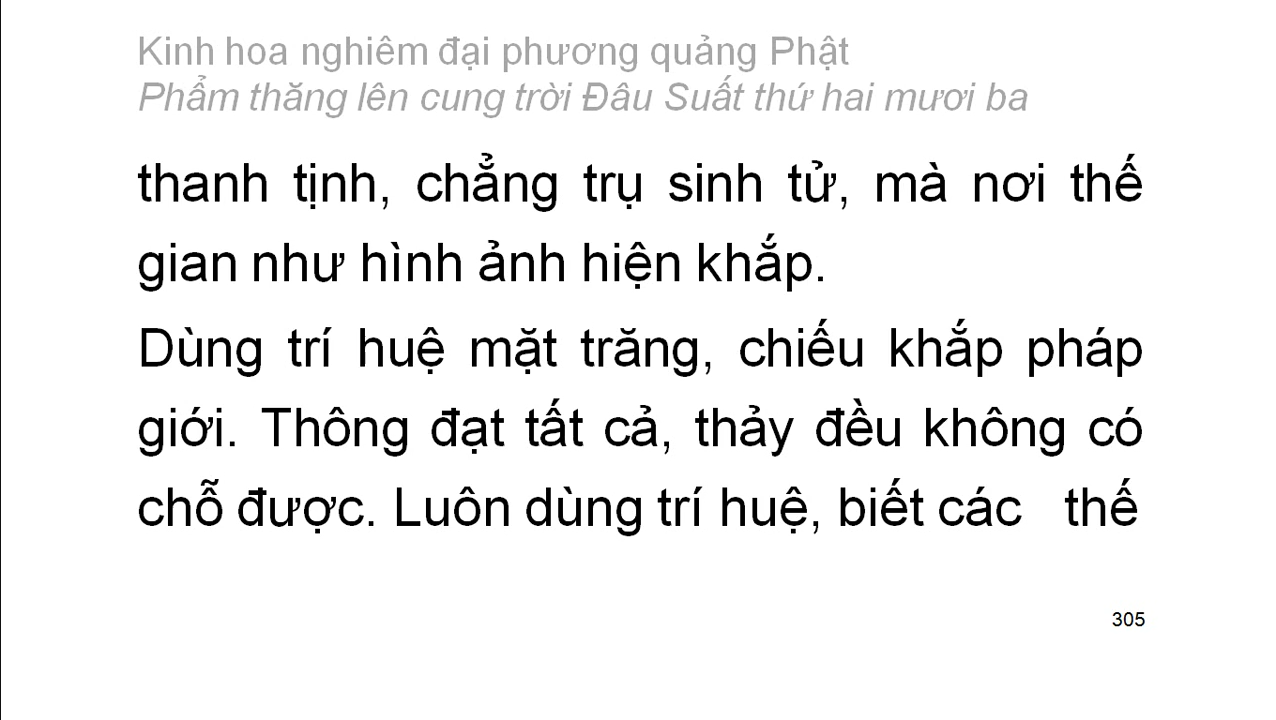 Kinh hoa nghiêm đại phương quảng Phật
Phẩm thăng lên cung trời Đâu Suất thứ hai mươi ba
thanh tịnh, chẳng trụ sinh tử, mà nơi thế
gian như hình ảnh hiện khắp.
Dùng trí huệ mặt trăng, chiếu khắp pháp
giới. Thông đạt tất cả, thảy đều không có
chỗ được. Luôn dùng trí huệ, biết các thế
305